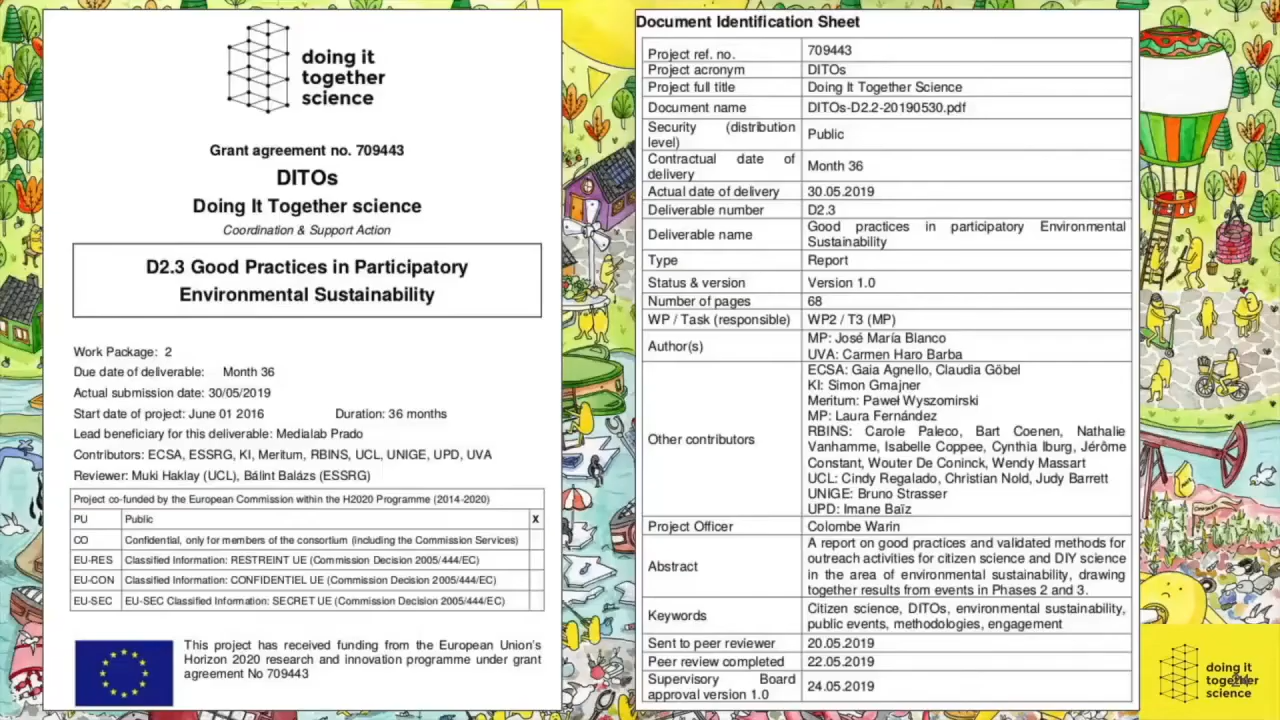 doing it
together
science
Grant agreement no. 709443
DITOs
Doing It Together science
Coordination & Support Action
D2.3 Good Practices in Participatory
Environmental Sustainability
Work Package: 2
Due date of deliverable: Month 36
Actual submission date: 30/05/2019
Start date of project: June 01 2016 Duration: 36 months
Lead beneficiary for this deliverable: Medialab Prado
Contributors: ECSA, ESSRG, KI, Meritum, RBINS, UCL, UNIGE, UPD, UVA
Reviewer: Muki Haklay (UCL), Bálint Balázs (ESSRG)
Project co-funded by the European Commission within the H2020 Programme (2014-2020)
PU Public X
CO Confidential, only for members of the consortium (including the Commission Services)
EU-RES Classified Information: RESTREINT UE (Commission Decision 2005/444/EC)
EU-CON Classified Information: CONFIDENTIEL UE (Commission Decision 2005/444/EC)
EU-SEC EU-SEC Classified Information: SECRET UE (Commission Decision 2005/444/EC)
This project has received funding from the European Union's
Horizon 2020 research and innovation programme under grant
agreement No 709443
Document Identification Sheet
Project ref. no. 709443
Project acronym DITOs
Project full title Doing It Together Science
Document name DITOs-D2.2-20190530.pdf
Security (distribution
level) Public
Contractual date of
delivery Month 36
Actual date of delivery 30.05.2019
Deliverable number D2.3
Deliverable name Good practices in participatory Environmental
Sustainability
Type Report
Status & version Version 1.0
Number of pages 68
WP / Task (responsible) WP2 / T3 (MP)
Author(s) MP: José María Blanco
UVA: Carmen Haro Barba
Other contributors ECSA: Gaia Agnello, Claudia Göbel
KI: Simon Gmajner
Meritum: Paweł Wyszomirski
MP: Laura Fernández
RBINS: Carole Paleco, Bart Coenen, Nathalie
Vanhamme, Isabelle Coppee, Cynthia Iburg, Jérôme
Constant, Wouter De Coninck, Wendy Massart
UCL: Cindy Regalado, Christian Nold, Judy Barrett
UNIGE: Bruno Strasser
UPD: Imane Baïz
Project Officer Colombe Warin
Abstract A report on good practices and validated methods for
outreach activities for citizen science and DIY science
in the area of environmental sustainability, drawing
together results from events in Phases 2 and 3.
Keywords Citizen science, DITOs, environmental sustainability,
public events, methodologies, engagement
Sent to peer reviewer 20.05.2019
Peer review completed 22.05.2019
Supervisory Board
approval version 1.0 24.05.2019
doing it
together
science